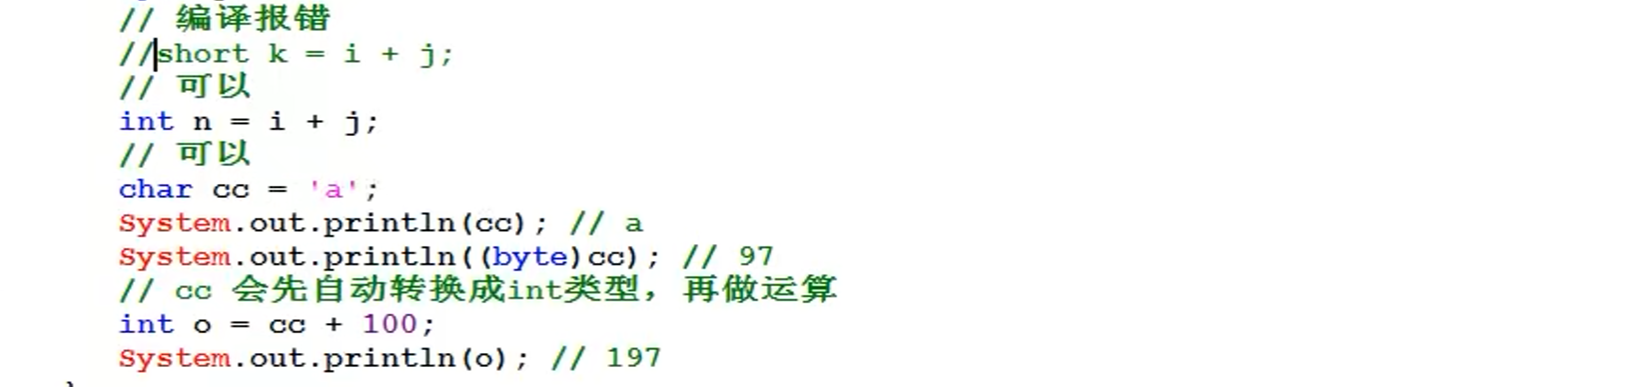 // 编译报错
//short k = i + j;
// 可以
int n = i + j;
// 可以
char cc = 'a';
System.out.println(cc); // a
System.out.println((byte)cc); // 97
// cc 会先自动转换成int类型，再做运算
int o = cc + 100;
System.out.println(o); // 197